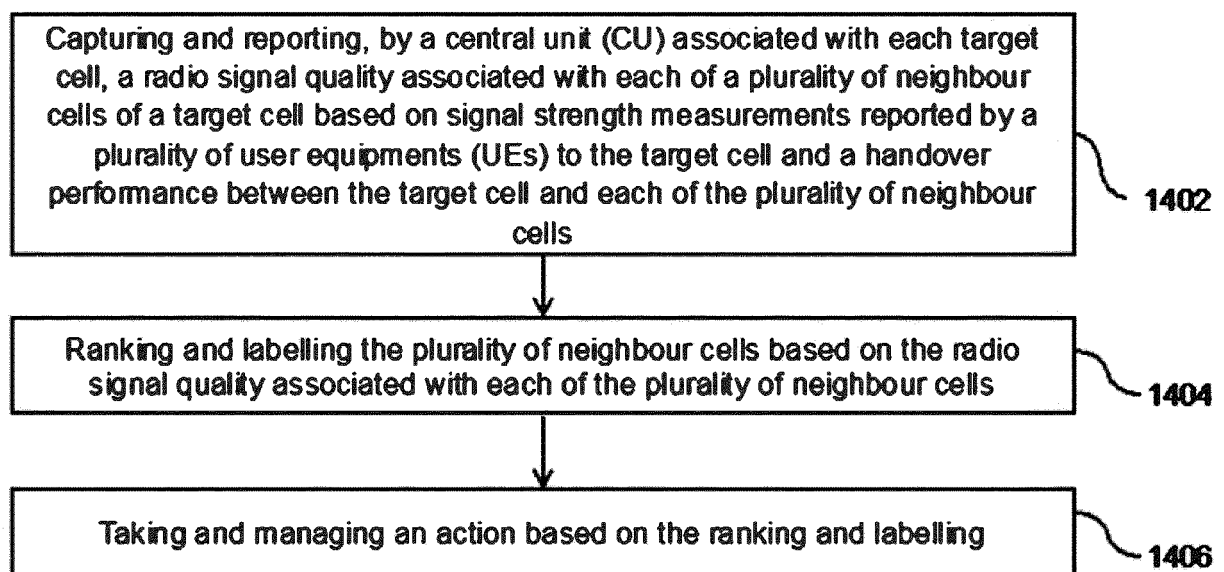 Capturing and reporting, by a central unit (CU) associated with each target
cell, a radio signal quality associated with each of a plurality of neighbour
cells of a target cell based on signal strength measurements reported by a
plurality of user equipments (UEs) to the target cell and a handover
performance between the target cell and each of the plurality of neighbour
cells
1402
Ranking and labelling the plurality of neighbour cells based on the radio
signal quality associated with each of the plurality of neighbour cells
1404
Taking and managing an action based on the ranking and labelling
1406